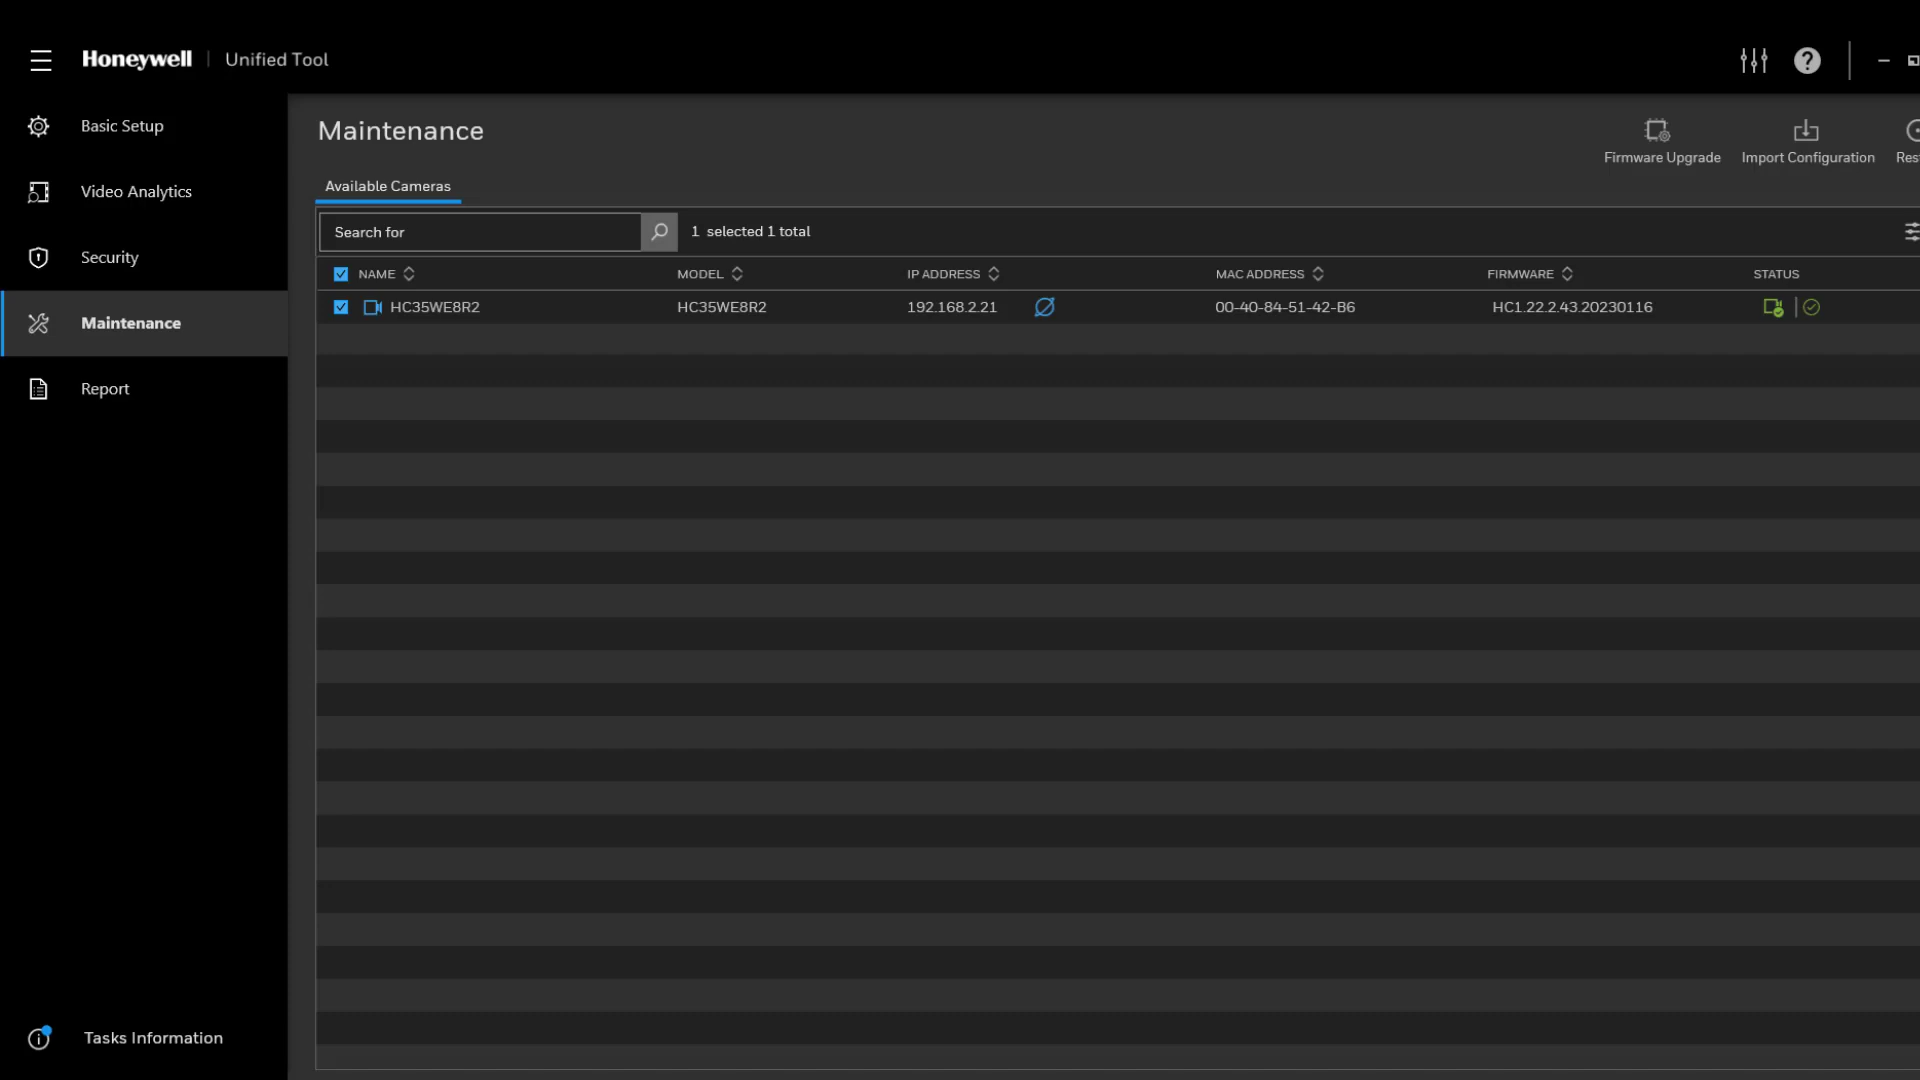 Honeywell | Unified Tool
Basic Setup
Video Analytics
Security
Maintenance
Report
Tasks Information
Maintenance
Firmware Upgrade
Import Configuration
Available Cameras
Search for
1 selected 1 total
NAME MODEL IP ADDRESS MAC ADDRESS FIRMWARE STATUS
HC35WE8R2 HC35WE8R2 192.168.2.21 00-40-84-51-42-B6 HC1.22.2.43.20230116